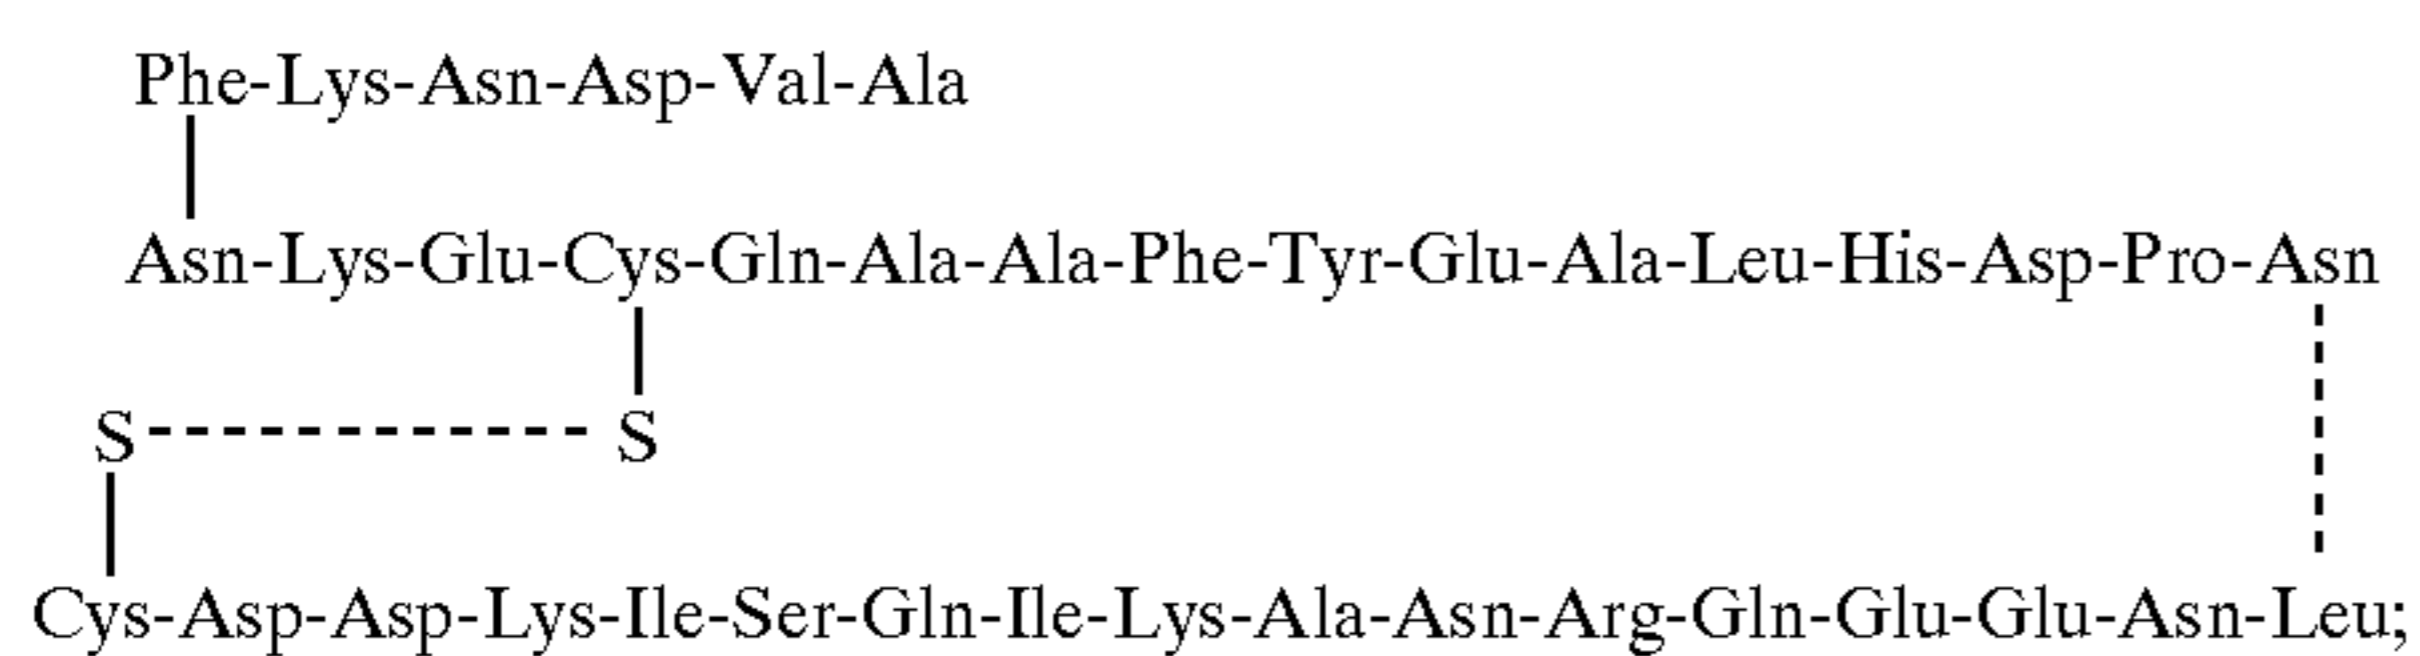 Phe-Lys-Asn-Asp-Val-Ala
Asn-Lys-Glu-Cys-Gln-Ala-Ala-Phe-Tyr-Glu-Ala-Leu-His-Asp-Pro-Asn
S S
Cys-Asp-Asp-Lys-Ile-Ser-Gln-Ile-Lys-Ala-Asn-Arg-Gln-Glu-Glu-Asn-Leu;